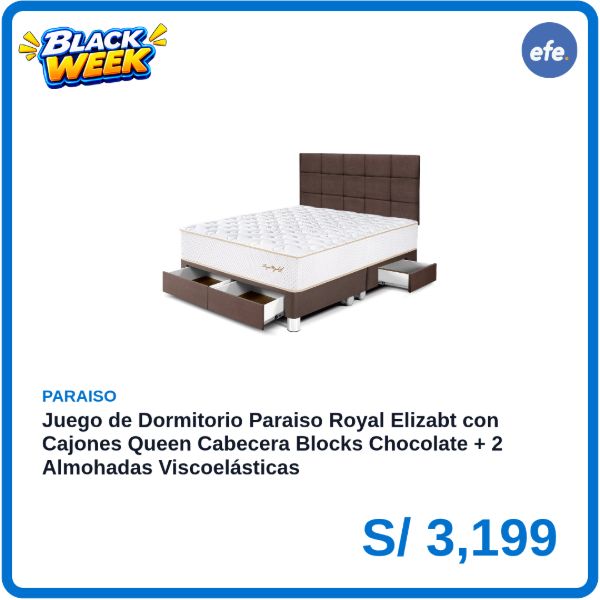 BLACK
WEEK
efe.
PARAISO
Juego de Dormitorio Paraiso Royal Elizabt con
Cajones Queen Cabecera Blocks Chocolate + 2
Almohadas Viscoelásticas
S/ 3,199